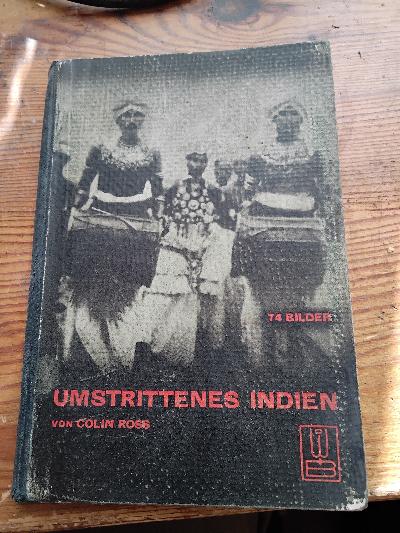 74 BILDER
UMSTRITTENES INDIEN
VON COLIN ROSS